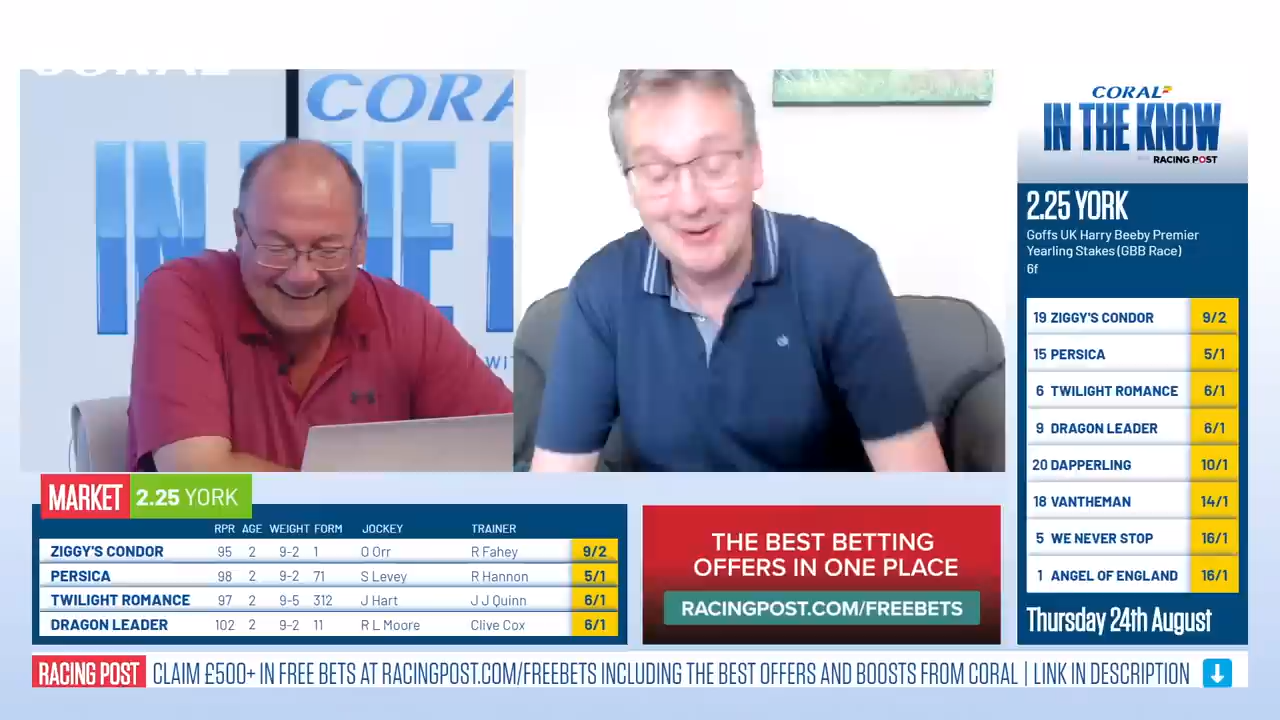 CORAL
CORA
IN THE
WIT
CORAL
IN THE KNOW
RACING POST
2.25 YORK
Goffs UK Harry Beeby Premier
Yearling Stakes (GBB Race)
6f
19 ZIGGY'S CONDOR 9/2
15 PERSICA 5/1
6 TWILIGHT ROMANCE 6/1
9 DRAGON LEADER 6/1
20 DAPPERLING 10/1
18 VANTHEMAN 14/1
5 WE NEVER STOP 16/1
1 ANGEL OF ENGLAND 16/1
Thursday 24th August
MARKET 2.25 YORK
RPR AGE WEIGHT FORM JOCKEY TRAINER
ZIGGY'S CONDOR 95 2 9-2 1 O Orr R Fahey 9/2
PERSICA 98 2 9-2 71 S Levey R Hannon 5/1
TWILIGHT ROMANCE 97 2 9-5 312 J Hart J J Quinn 6/1
DRAGON LEADER 102 2 9-2 11 R L Moore Clive Cox 6/1
THE BEST BETTING
OFFERS IN ONE PLACE
RACINGPOST.COM/FREEBETS
RACING POST CLAIM £500+ IN FREE BETS AT RACINGPOST.COM/FREEBETS INCLUDING THE BEST OFFERS AND BOOSTS FROM CORAL | LINK IN DESCRIPTION